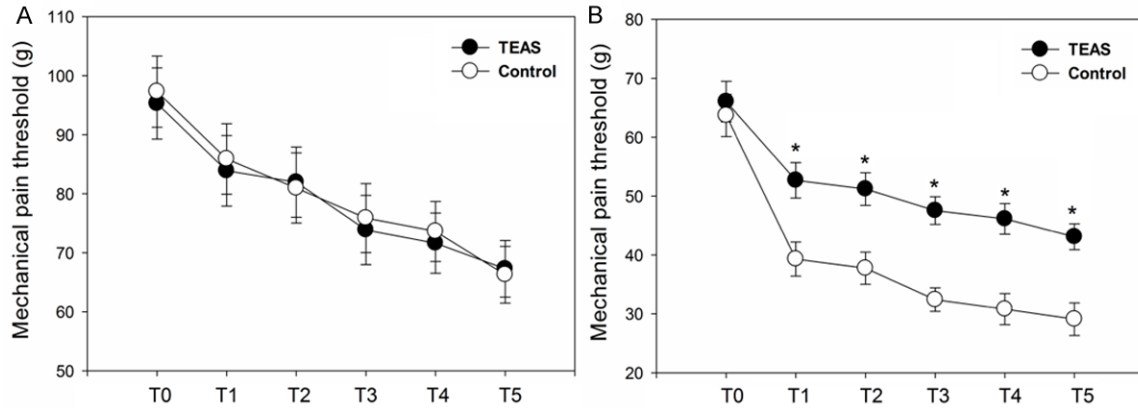 A
Mechanical pain threshold (g)
110
100
90
80
70
60
50
TEAS
Control
T0 T1 T2 T3 T4 T5
B
Mechanical pain threshold (g)
80
70
60
50
40
30
20
TEAS
Control
* * * * *
T0 T1 T2 T3 T4 T5